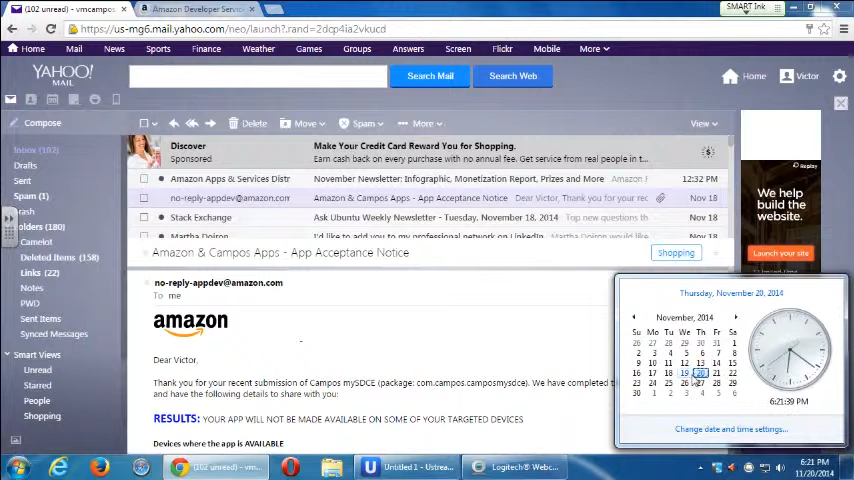 (102 unread) - vmcampos
Amazon Developer Service
SMART Ink
https://us-mg6.mail.yahoo.com/neo/launch?.rand=2dcp4ia2vkucd
Home Mail News Sports Finance Weather Games Groups Answers Screen Flickr Mobile More
YAHOO!
MAIL
Search Mail Search Web Home Victor
Compose Delete Move Spam More View
Inbox (102)
Drafts
Sent
Spam (1)
rash
olders (180)
Camelot
Deleted Items (158)
Links (22)
Notes
PWD
Sent Items
Synced Messages
Smart Views
Unread
Starred
People
Shopping
Discover Make Your Credit Card Reward You for Shopping.
Sponsored Earn cash back on every purchase with no annual fee. Get service from real people in t...
Amazon Apps & Services Distr November Newsletter: Infographic, Monetization Report, Prizes and More Amazon 12:32 PM
no-reply-appdev@amazon.com Amazon & Campos Apps - App Acceptance Notice Dear Victor, Thank you for your rec Nov 18
Stack Exchange Ask Ubuntu Weekly Newsletter - Tuesday, November 18, 2014 Top new questions th Nov 18
Martha Doiron I'd like to add you to my professional network on LinkedIn Nov 18
Amazon & Campos Apps - App Acceptance Notice Shopping
no-reply-appdev@amazon.com
To me
amazon
Dear Victor,
Thank you for your recent submission of Campos mySDCE (package: com.campos.camposmysdce). We have completed t
and have the following details to share with you:
RESULTS: YOUR APP WILL NOT BE MADE AVAILABLE ON SOME OF YOUR TARGETED DEVICES
Devices where the app is AVAILABLE
Replay
We help
build the
website.
Launch your site
Thursday, November 20, 2014
November, 2014
Su Mo Tu We Th Fr Sa
26 27 28 29 30 31 1
2 3 4 5 6 7 8
9 10 11 12 13 14 15
16 17 18 19 20 21 22
23 24 25 26 27 28 29
30 1 2 3 4 5 6
6:21:39 PM
Change date and time settings...
(102 unread) - vm... Untitled 1 - Ustrea... Logitech® Webc...
6:21 PM
11/20/2014